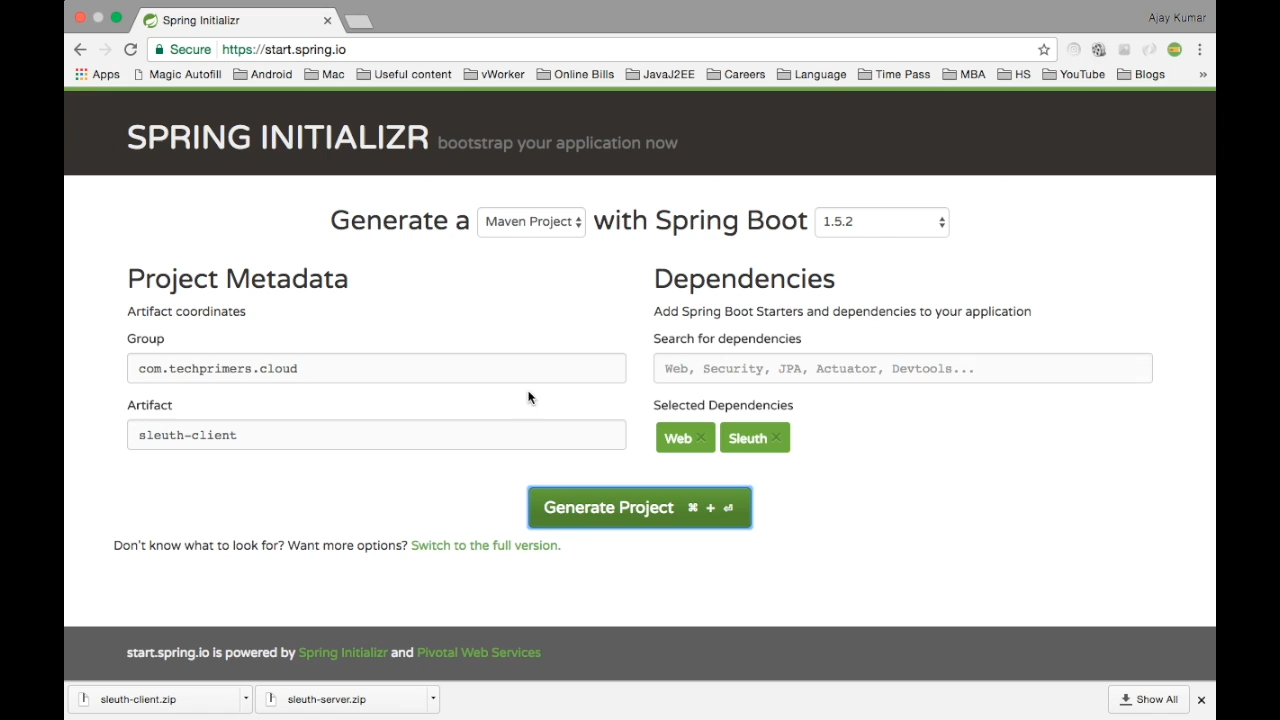 Spring Initializr
Ajay Kumar
Secure https://start.spring.io
Apps Magic Autofill Android Mac Useful content vWorker Online Bills JavaJ2EE Careers Language Time Pass MBA HS YouTube Blogs »
SPRING INITIALIZR bootstrap your application now
Generate a Maven Project with Spring Boot 1.5.2
Project Metadata
Artifact coordinates
Group
com.techprimers.cloud
Artifact
sleuth-client
Dependencies
Add Spring Boot Starters and dependencies to your application
Search for dependencies
Web, Security, JPA, Actuator, Devtools...
Selected Dependencies
Web × Sleuth ×
Generate Project ⌘ + ⏎
Don't know what to look for? Want more options? Switch to the full version.
start.spring.io is powered by Spring Initializr and Pivotal Web Services
sleuth-client.zip sleuth-server.zip Show All